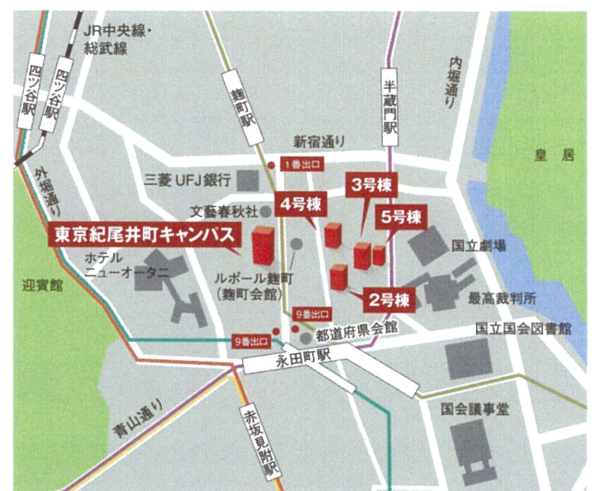 JR中央線・
総武線
四ツ谷駅
四ツ谷駅
麹町駅
半蔵門駅
内堀通り
新宿通り
皇居
1番出口
三菱UFJ銀行
3号棟
4号棟
文藝春秋社
5号棟
外堀通り
東京紀尾井町キャンパス
国立劇場
ホテル
ニューオータニ
迎賓館
ルポール麹町
(麹町会館)
2号棟
最高裁判所
9番出口
都道府県会館
国立国会図書館
9番出口
永田町駅
青山通り
赤坂見附駅
国会議事堂